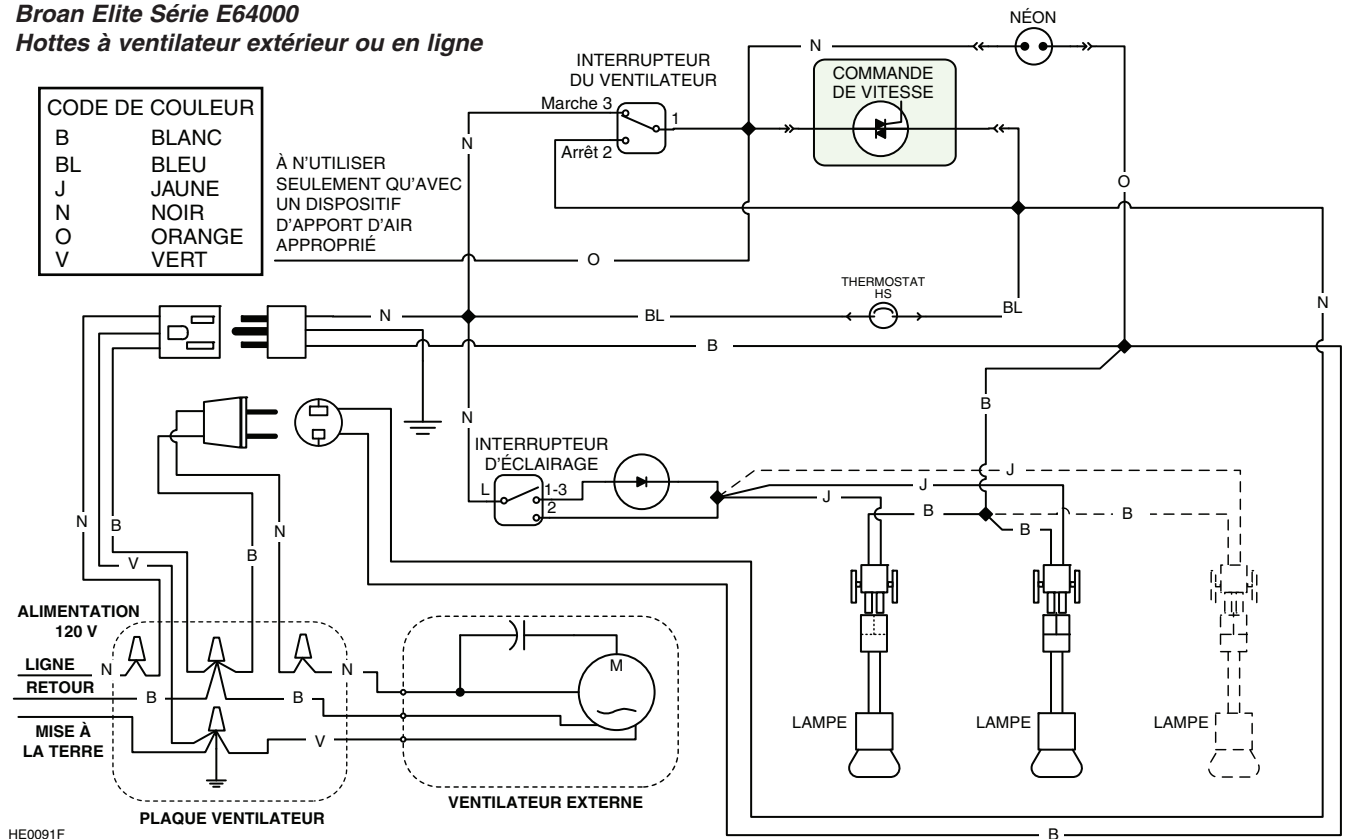 Broan Elite Série E64000
Hottes à ventilateur extérieur ou en ligne
CODE DE COULEUR
B BLANC
BL BLEU
J JAUNE
N NOIR
O ORANGE
V VERT
À N'UTILISER
SEULEMENT QU'AVEC
UN DISPOSITIF
D'APPORT D'AIR
APPROPRIÉ
INTERRUPTEUR
DU VENTILATEUR
Marche 3
1
Arrêt 2
N
NÉON
COMMANDE
DE VITESSE
N
O
O
THERMOSTAT
HS
N
BL
BL
N
B
N
B
INTERRUPTEUR
D'ÉCLAIRAGE
L
1-3
2
J
J
J
B
B
B
N
B
N
B
V
ALIMENTATION
120 V
LIGNE
N
RETOUR
B
MISE À
LA TERRE
N
B
V
M
PLAQUE VENTILATEUR
VENTILATEUR EXTERNE
LAMPE
LAMPE
LAMPE
B
HE0091F